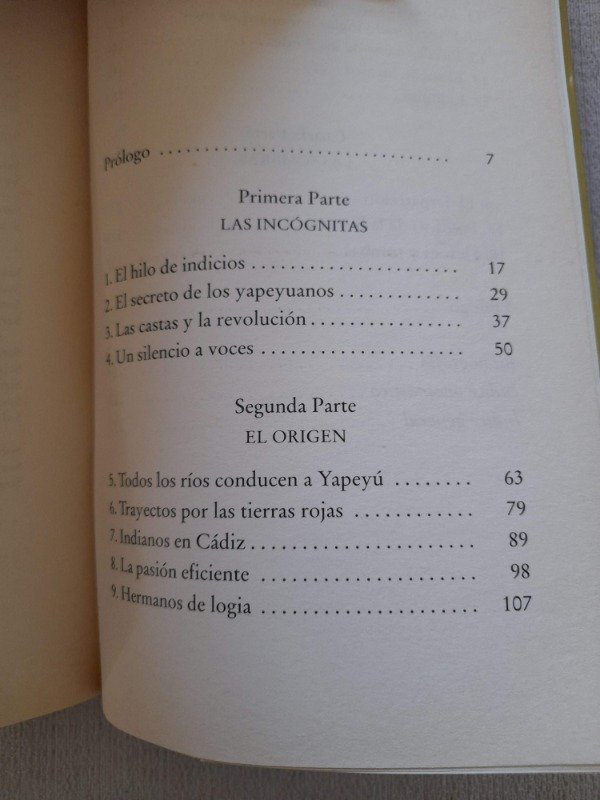 Prólogo .......................... 7
Primera Parte
LAS INCÓGNITAS
1. El hilo de indicios .................. 17
2. El secreto de los yapeyuanos ........... 29
3. Las castas y la revolución ............. 37
4. Un silencio a voces .................. 50
Segunda Parte
EL ORIGEN
5. Todos los ríos conducen a Yapeyú ....... 63
6. Trayectos por las tierras rojas ........... 79
7. Indianos en Cádiz ................... 89
8. La pasión eficiente ................... 98
9. Hermanos de logia .................. 107